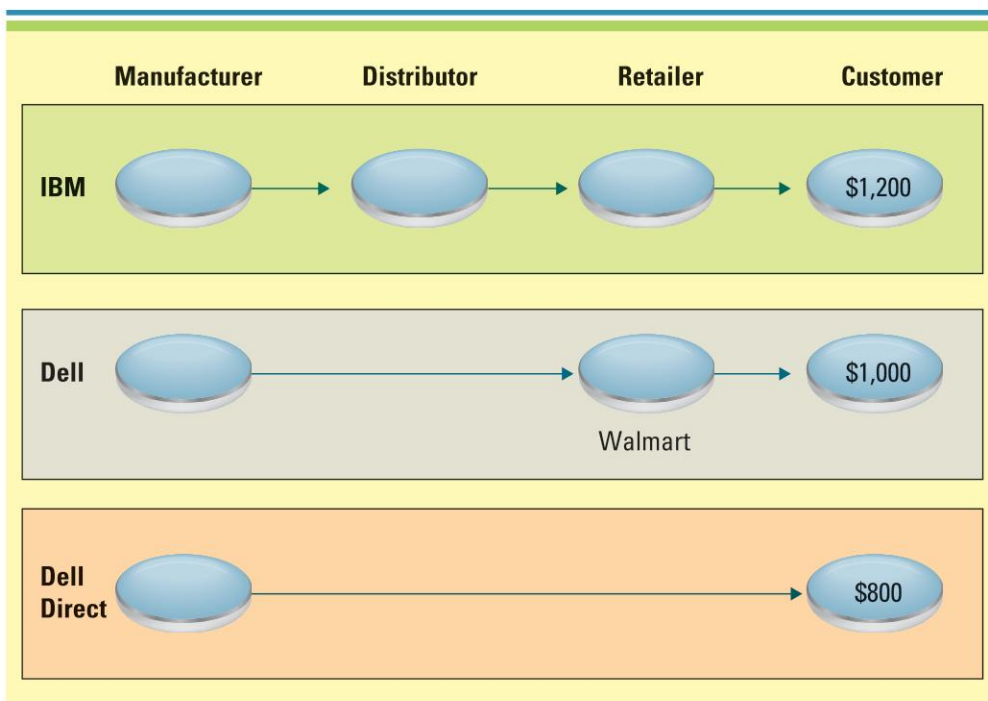 Manufacturer Distributor Retailer Customer
IBM $1,200
Dell $1,000
Walmart
Dell
Direct $800